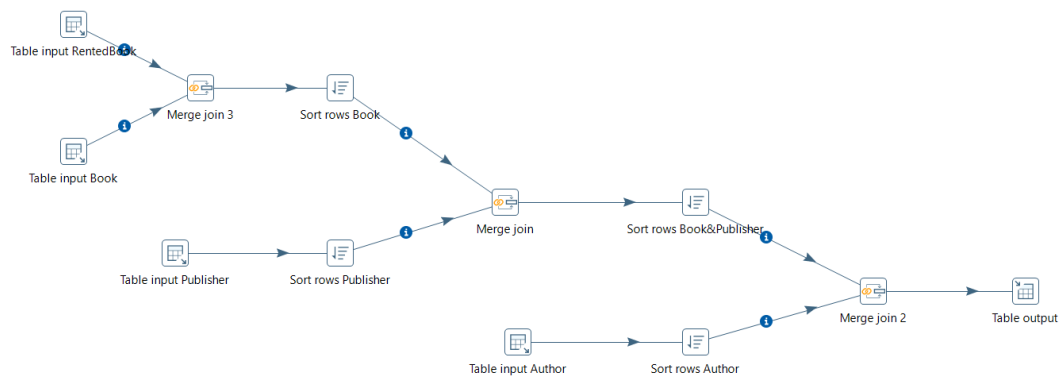 Table input RentedBook
Merge join 3
Sort rows Book
Table input Book
Merge join
Sort rows Book&Publisher
Table input Publisher
Sort rows Publisher
Merge join 2
Table output
Table input Author
Sort rows Author